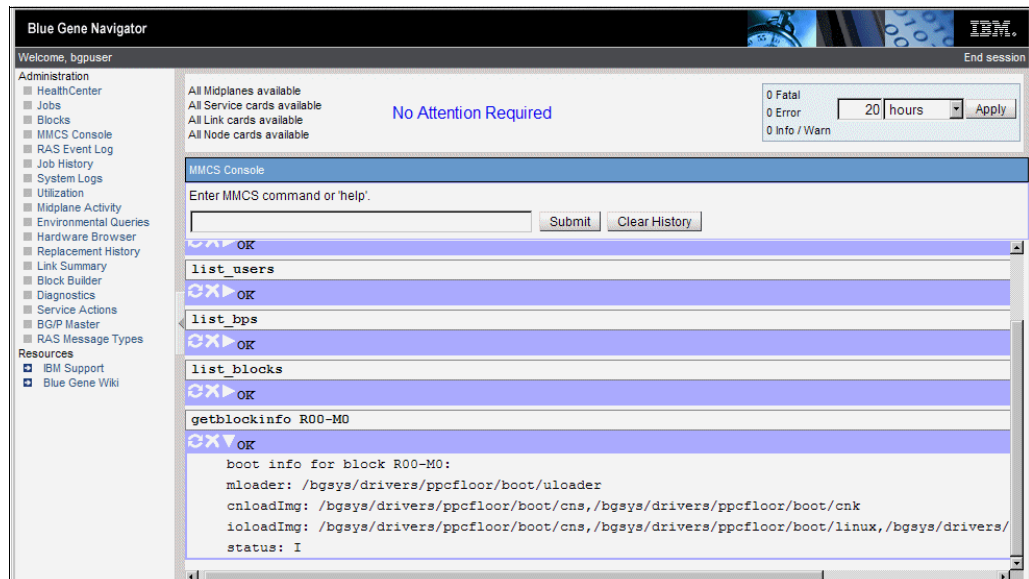 Blue Gene Navigator
IBM.
Welcome, bgpuser
End session
Administration
HealthCenter
Jobs
Blocks
MMCS Console
RAS Event Log
Job History
System Logs
Utilization
Midplane Activity
Environmental Queries
Hardware Browser
Replacement History
Link Summary
Block Builder
Diagnostics
Service Actions
BG/P Master
RAS Message Types
Resources
IBM Support
Blue Gene Wiki
All Midplanes available
All Service cards available
All Link cards available
All Node cards available
No Attention Required
0 Fatal
0 Error
0 Info / Warn
20 hours Apply
MMCS Console
Enter MMCS command or 'help'.
Submit Clear History
OK
list_users
OK
list_bps
OK
list_blocks
OK
getblockinfo R00-M0
OK
boot info for block R00-M0:
mloader: /bgsys/drivers/ppcfloor/boot/uloader
cnloadImg: /bgsys/drivers/ppcfloor/boot/cns,/bgsys/drivers/ppcfloor/boot/cnk
ioloadImg: /bgsys/drivers/ppcfloor/boot/cns,/bgsys/drivers/ppcfloor/boot/linux,/bgsys/drivers/
status: I